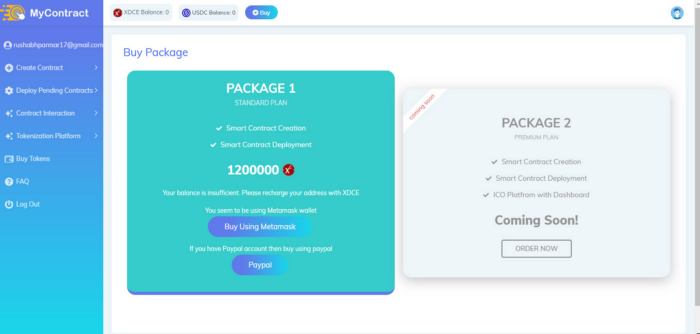 MyContract
XDCE Balance: 0
USDC Balance: 0
Buy
rushabhparmar17@gmail.com
Create Contract
Deploy Pending Contracts
Contract Interaction
Tokenization Platform
Buy Tokens
FAQ
Log Out
Buy Package
PACKAGE 1
STANDARD PLAN
Smart Contract Creation
Smart Contract Deployment
1200000
Your balance is insufficient. Please recharge your address with XDCE
You seem to be using Metamask wallet
Buy Using Metamask
If you have Paypal account then buy using paypal
Paypal
coming soon
PACKAGE 2
PREMIUM PLAN
Smart Contract Creation
Smart Contract Deployment
ICO Platfrom with Dashboard
Coming Soon!
ORDER NOW